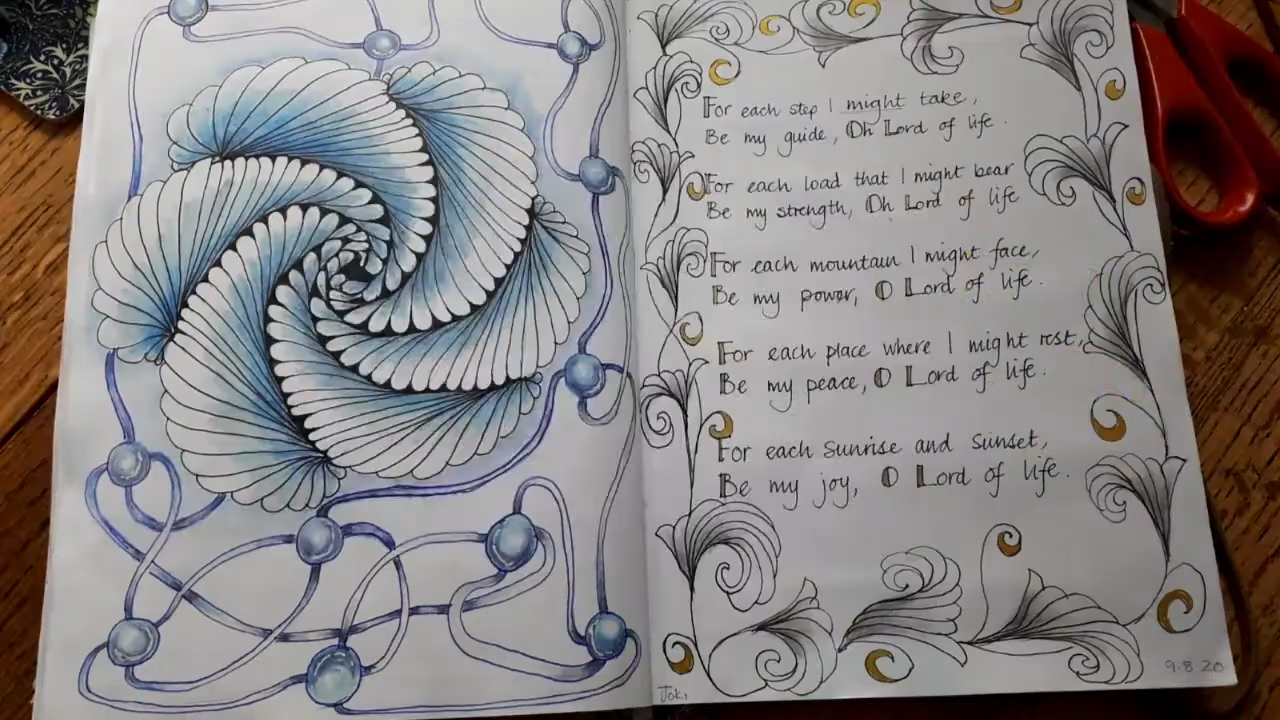 For each step I might take,
Be my guide, Oh Lord of life.
For each load that I might bear
Be my strength, Oh Lord of life
For each mountain I might face,
Be my power, O Lord of life.
For each place where I might rest,
Be my peace, O Lord of life.
For each sunrise and sunset,
Be my joy, O Lord of life.
Joki
9.8.20